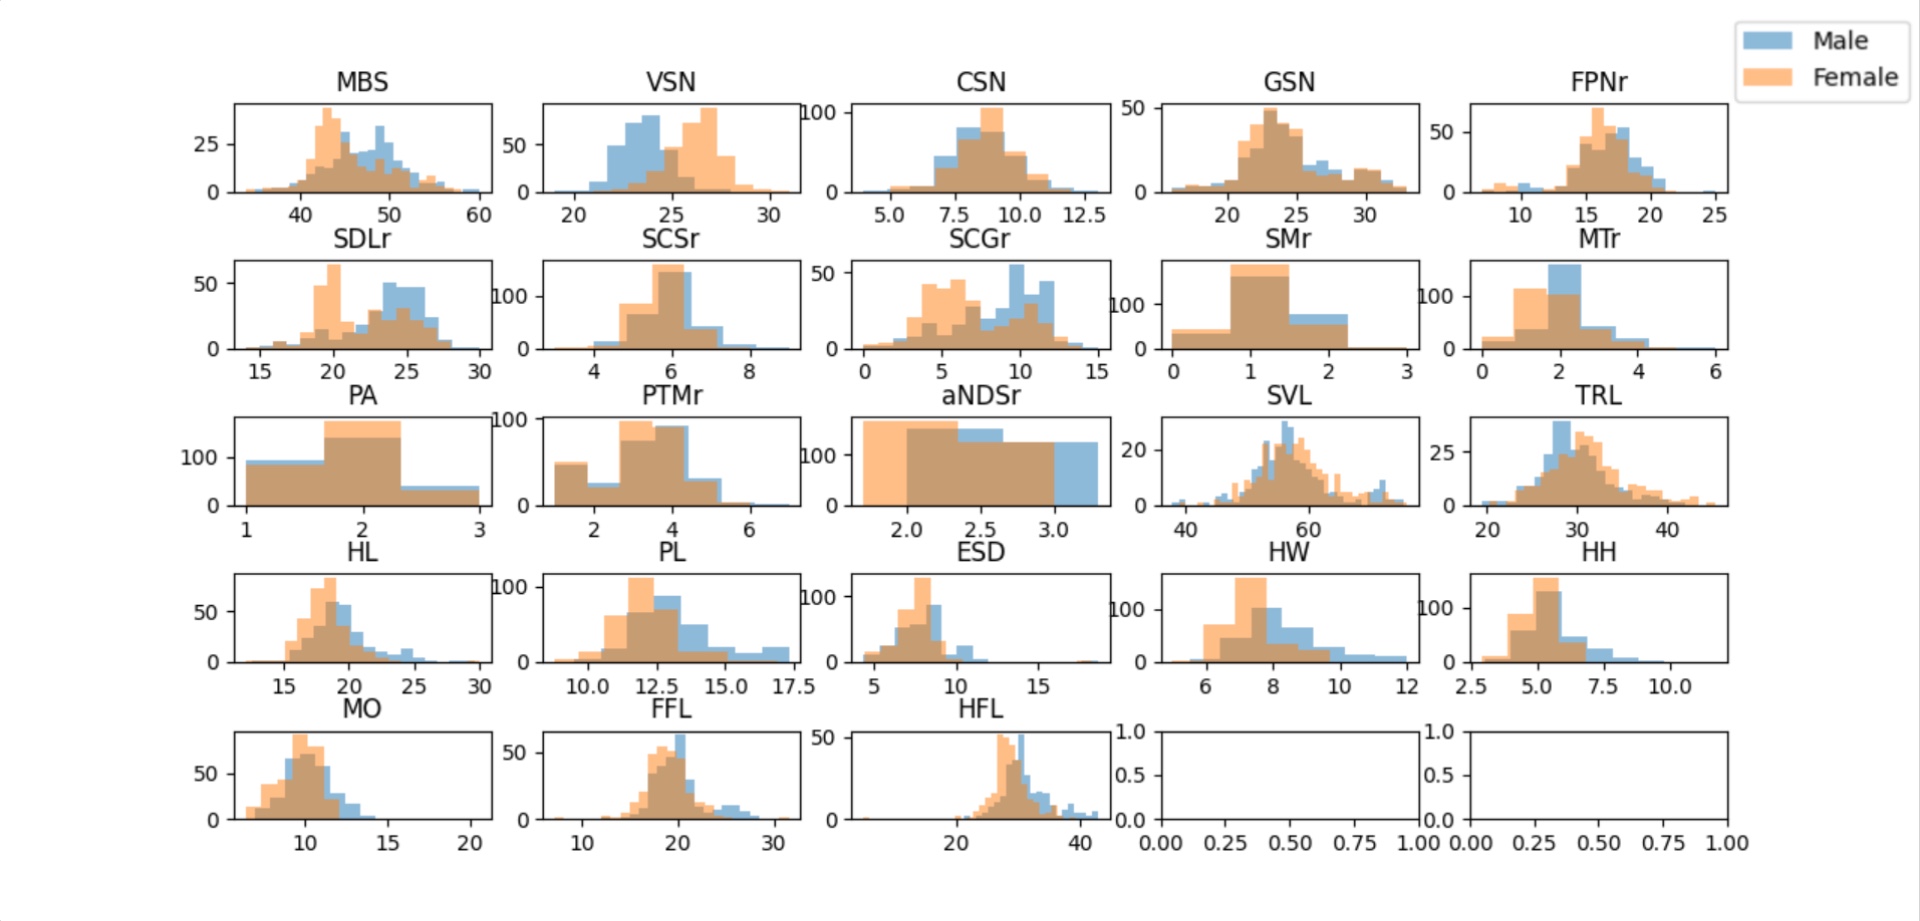 Male
Female
MBS VSN CSN GSN FPNr
25
0
40 50 60
50
0
20 25 30
100
0
5.0 7.5 10.0 12.5
50
0
20 25 30
50
0
10 15 20 25
SDLr SCSr SCGr SMr MTr
50
0
15 20 25 30
100
0
4 6 8
50
0
0 5 10 15
100
0
0 1 2 3
100
0
0 2 4 6
PA PTMr aNDSr SVL TRL
100
0
1 2 3
100
0
2 4 6
100
0
2.0 2.5 3.0
20
0
40 60
25
0
20 30 40
HL PL ESD HW HH
50
0
15 20 25 30
100
0
10.0 12.5 15.0 17.5
100
0
5 10 15
100
0
6 8 10 12
100
0
2.5 5.0 7.5 10.0
MO FFL HFL
50
0
10 15 20
50
0
10 20 30
50
0
20 40
1.0
0.5
0.0
0.00 0.25 0.50 0.75 1.00
1.0
0.5
0.0
0.00 0.25 0.50 0.75 1.00